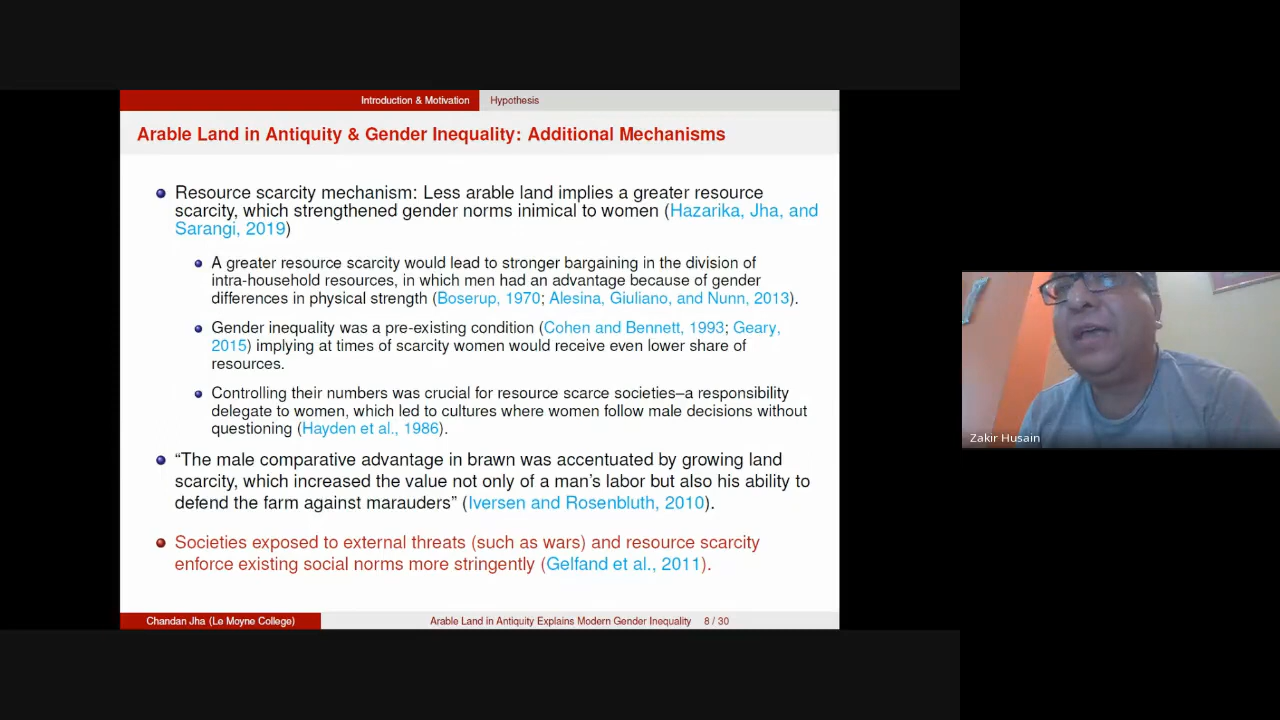 Introduction & Motivation Hypothesis
Arable Land in Antiquity & Gender Inequality: Additional Mechanisms
Resource scarcity mechanism: Less arable land implies a greater resource
scarcity, which strengthened gender norms inimical to women (Hazarika, Jha, and
Sarangi, 2019)
A greater resource scarcity would lead to stronger bargaining in the division of
intra-household resources, in which men had an advantage because of gender
differences in physical strength (Boserup, 1970; Alesina, Giuliano, and Nunn, 2013).
Gender inequality was a pre-existing condition (Cohen and Bennett, 1993; Geary,
2015) implying at times of scarcity women would receive even lower share of
resources.
Controlling their numbers was crucial for resource scarce societies–a responsibility
delegate to women, which led to cultures where women follow male decisions without
questioning (Hayden et al., 1986).
“The male comparative advantage in brawn was accentuated by growing land
scarcity, which increased the value not only of a man’s labor but also his ability to
defend the farm against marauders” (Iversen and Rosenbluth, 2010).
Societies exposed to external threats (such as wars) and resource scarcity
enforce existing social norms more stringently (Gelfand et al., 2011).
Chandan Jha (Le Moyne College) Arable Land in Antiquity Explains Modern Gender Inequality 8 / 30
Zakir Husain